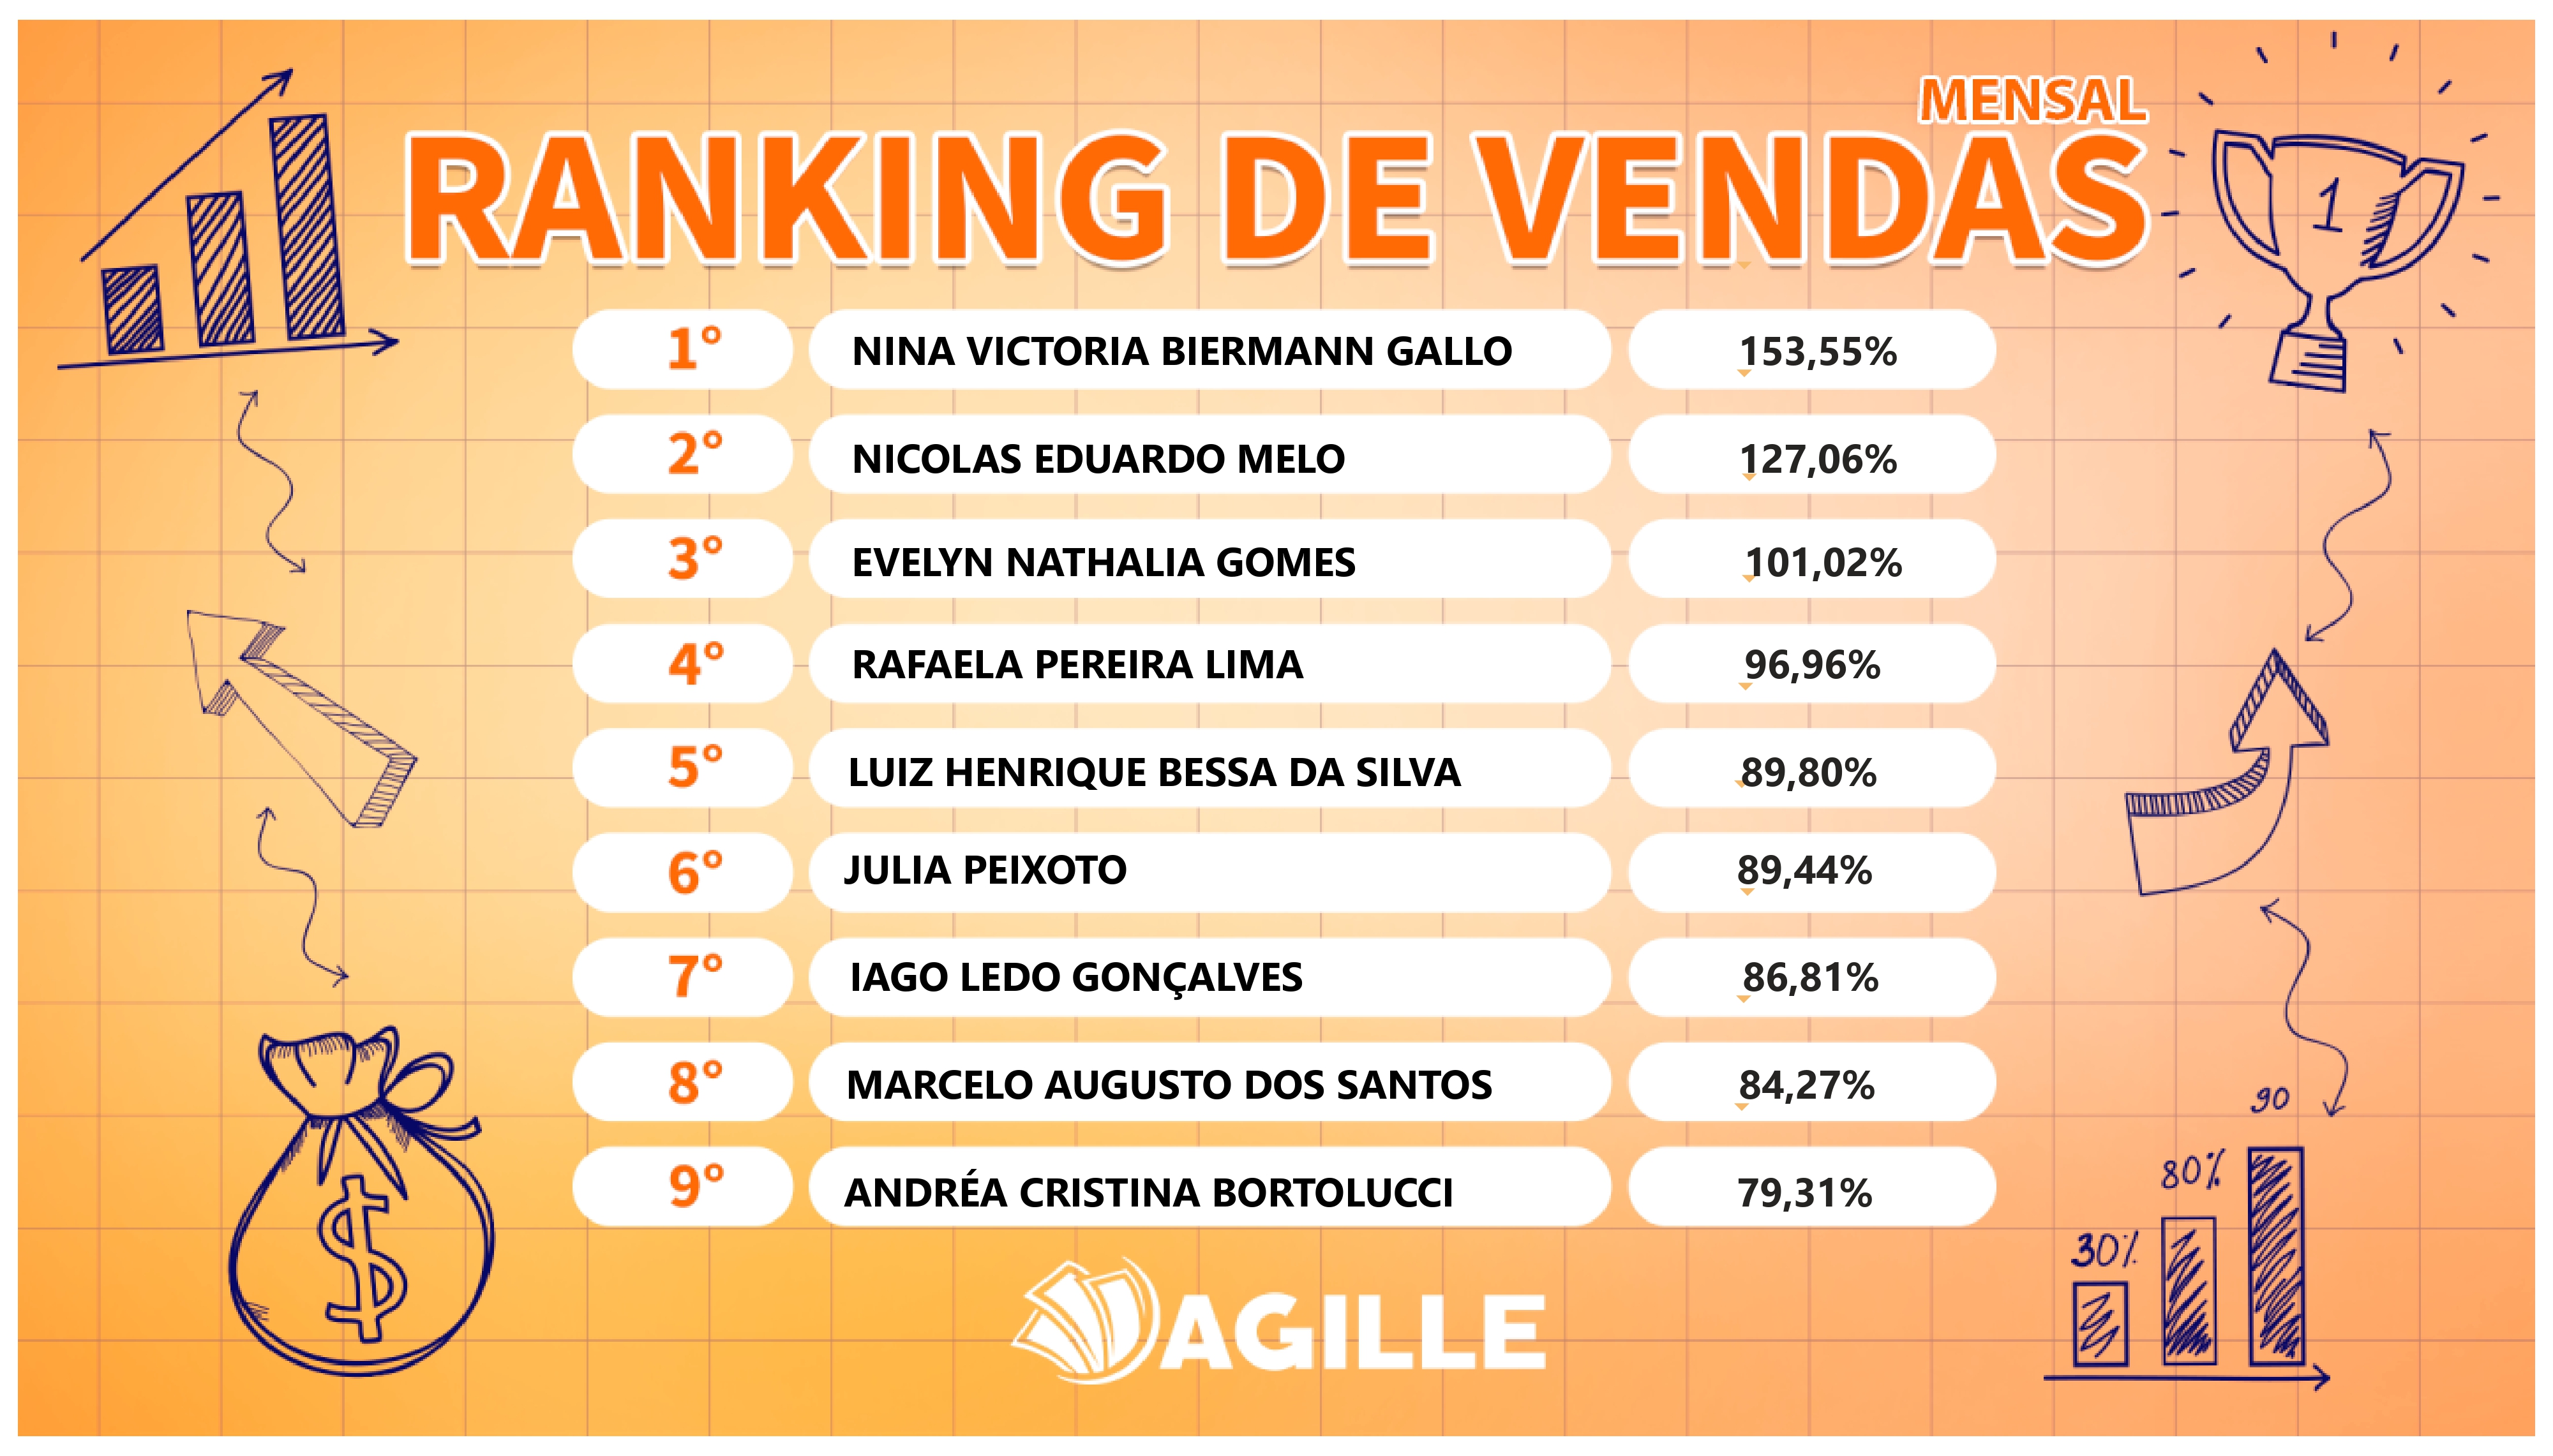 MENSAL
RANKING DE VENDAS
1
1° NINA VICTORIA BIERMANN GALLO 153,55%
2° NICOLAS EDUARDO MELO 127,06%
3° EVELYN NATHALIA GOMES 101,02%
4° RAFAELA PEREIRA LIMA 96,96%
5° LUIZ HENRIQUE BESSA DA SILVA 89,80%
6° JULIA PEIXOTO 89,44%
7° IAGO LEDO GONÇALVES 86,81%
8° MARCELO AUGUSTO DOS SANTOS 84,27%
9° ANDRÉA CRISTINA BORTOLUCCI 79,31%
$
90
80%
30%
AGILLE